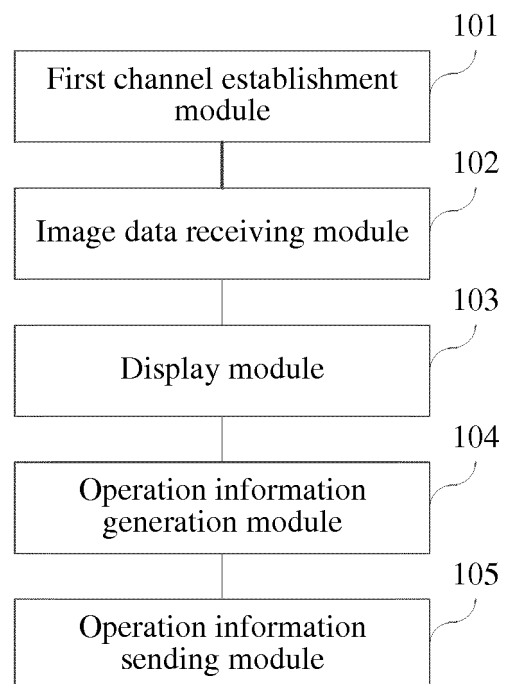 101
First channel establishment
module
102
Image data receiving module
103
Display module
104
Operation information
generation module
105
Operation information
sending module